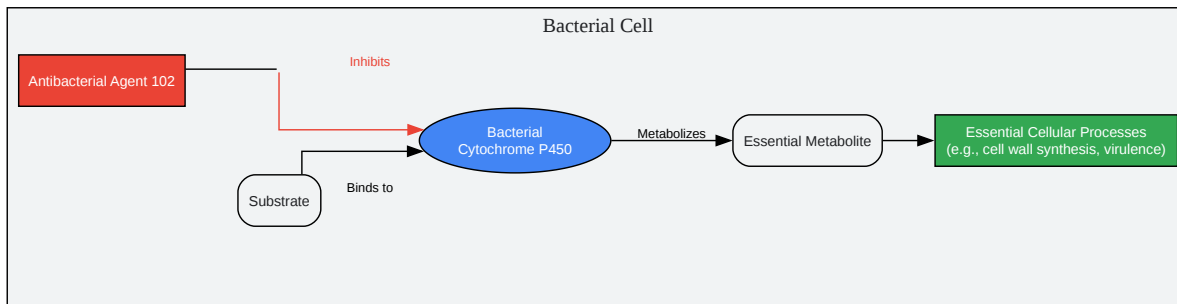 Bacterial Cell
Inhibits
Antibacterial Agent 102
Bacterial
Cytochrome P450
Metabolizes
Essential Metabolite
Essential Cellular Processes
(e.g., cell wall synthesis, virulence)
Binds to
Substrate